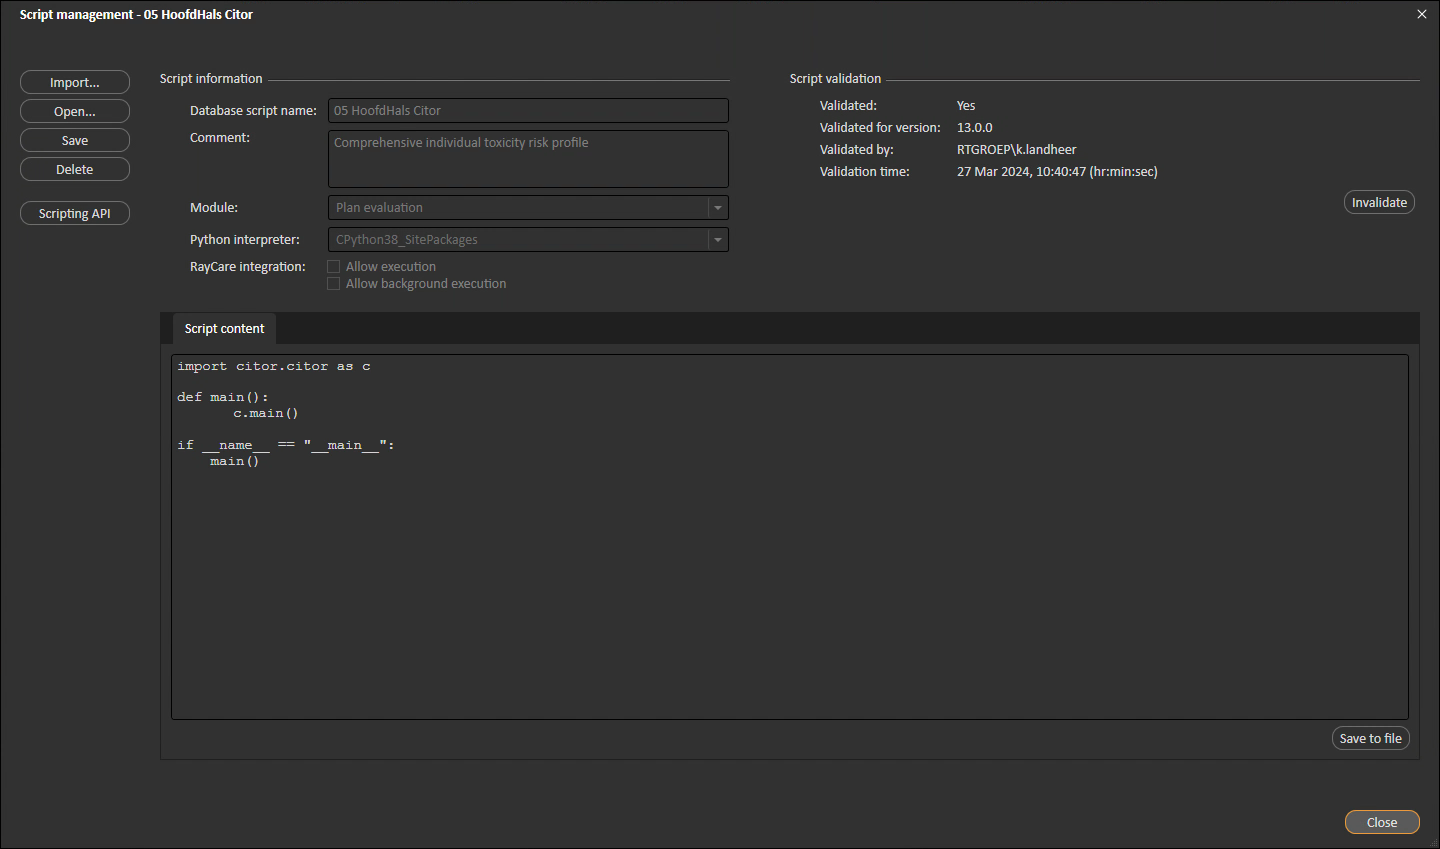 Script management - 05 HoofdHals Citor
Import...
Open...
Save
Delete
Scripting API
Script information
Database script name: 05 HoofdHals Citor
Comment: Comprehensive individual toxicity risk profile
Module: Plan evaluation
Python interpreter: CPython38_SitePackages
RayCare integration: Allow execution
Allow background execution
Script validation
Validated: Yes
Validated for version: 13.0.0
Validated by: RTGROEP\k.landheer
Validation time: 27 Mar 2024, 10:40:47 (hr:min:sec)
Invalidate
Script content
import citor.citor as c
def main():
c.main()
if __name__ == "__main__":
main()
Save to file
Close